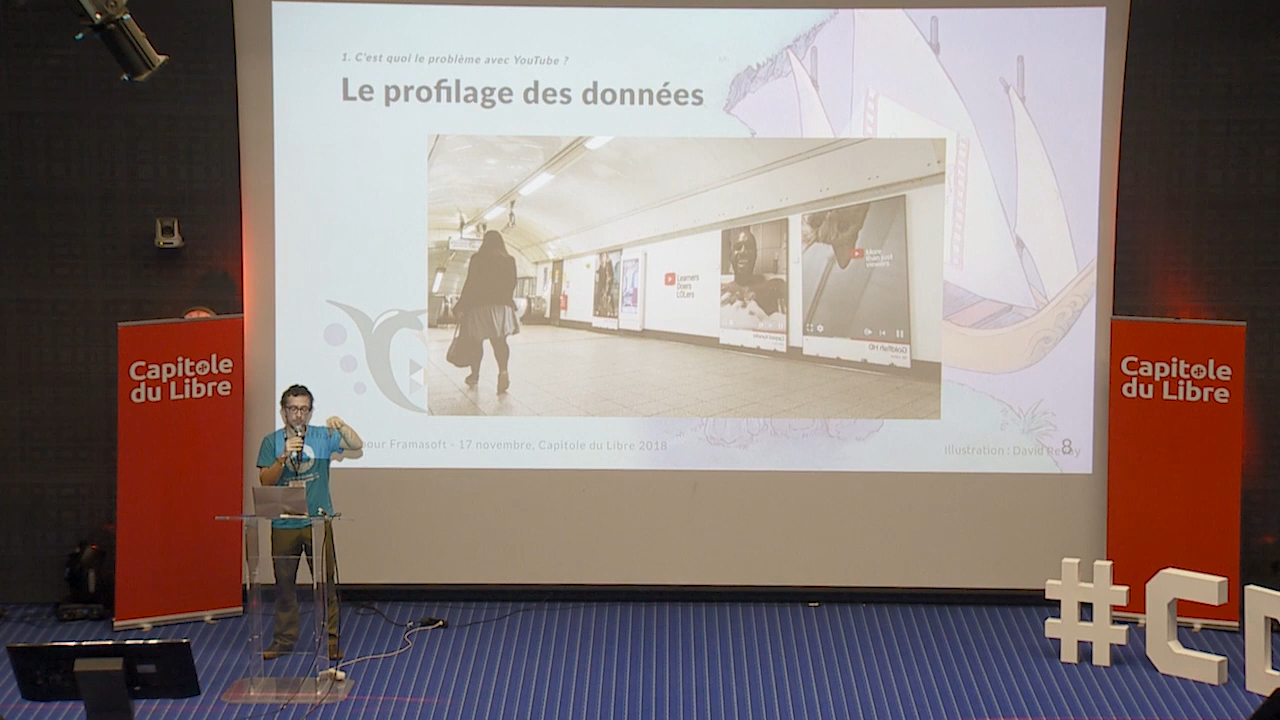 1. C'est quoi le problème avec YouTube ?
Le profilage des données
Learners
Doers
LOLers
More
than just
viewers
Capitole
du Libre
Capitole
du Libre
pour Framasoft - 17 novembre, Capitole du Libre 2018
Illustration : David Revoy
8
#C